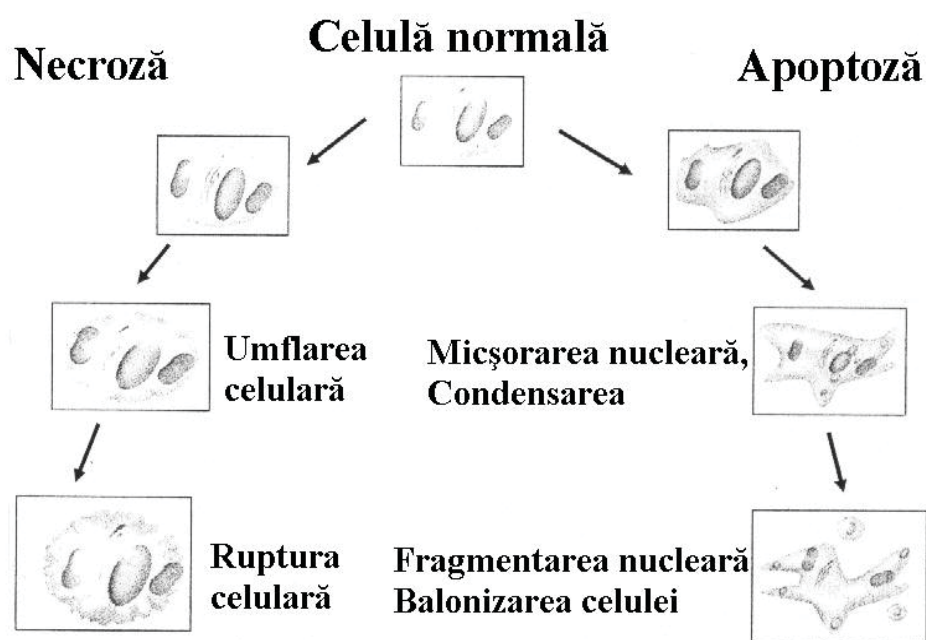 Celulă normală
Necroză
Apoptoză
Umflarea
celulară
Micşorarea nucleară,
Condensarea
Ruptura
celulară
Fragmentarea nucleară
Balonizarea celulei